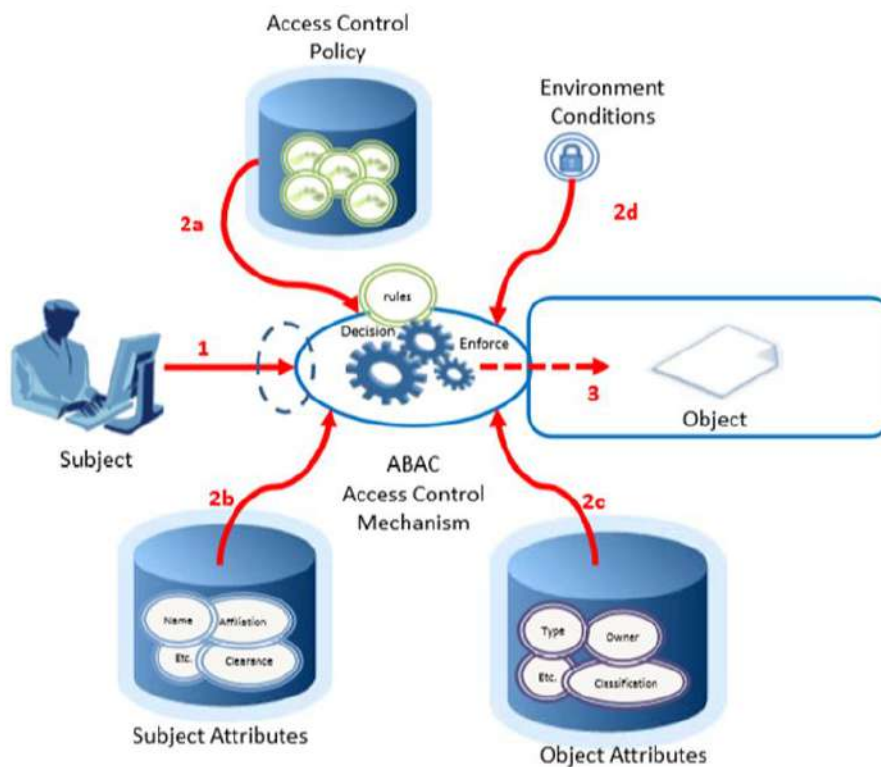 Access Control
Policy
Environment
Conditions
2a
2d
rules
Decision
Enforce
1
3
Subject
Object
ABAC
Access Control
Mechanism
2b
2c
Name
Affiliation
Etc.
Clearance
Type
Owner
Etc.
Classification
Subject Attributes
Object Attributes